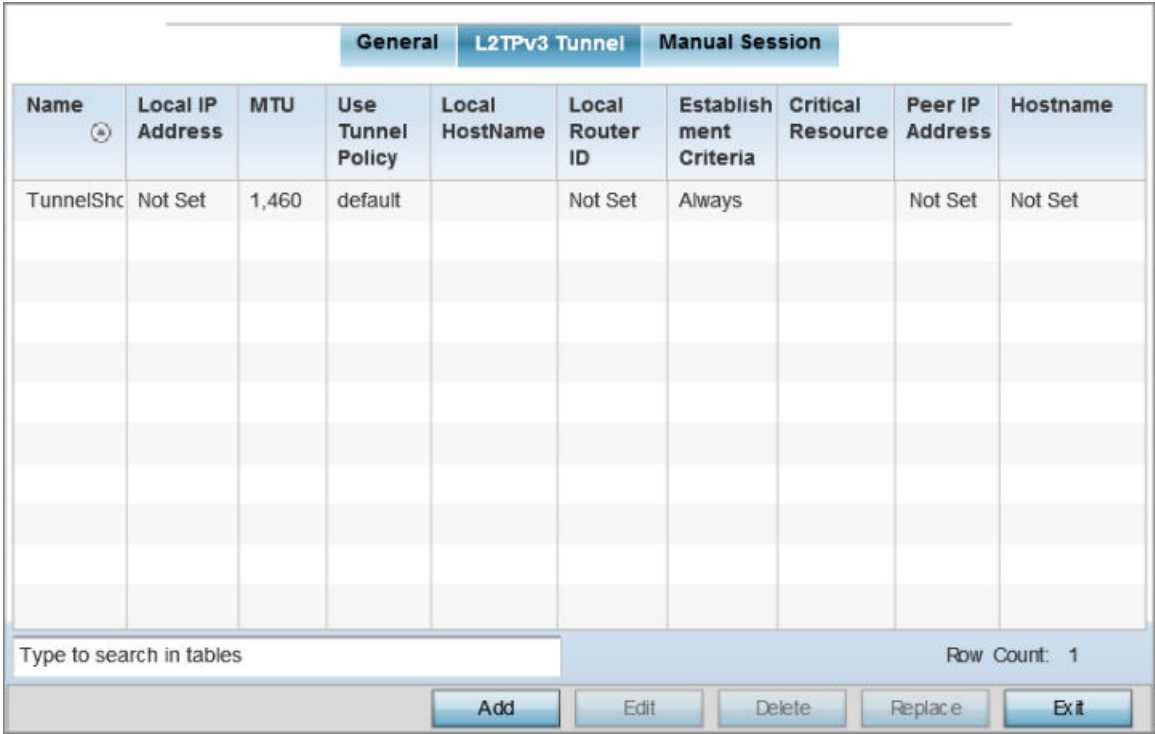 General L2TPv3 Tunnel Manual Session
Name Local IP Address MTU Use Tunnel Policy Local HostName Local Router ID Establish ment Criteria Critical Resource Peer IP Address Hostname
TunnelShc Not Set 1,460 default Not Set Always Not Set Not Set
Type to search in tables Row Count: 1
Add Edit Delete Replace Exit